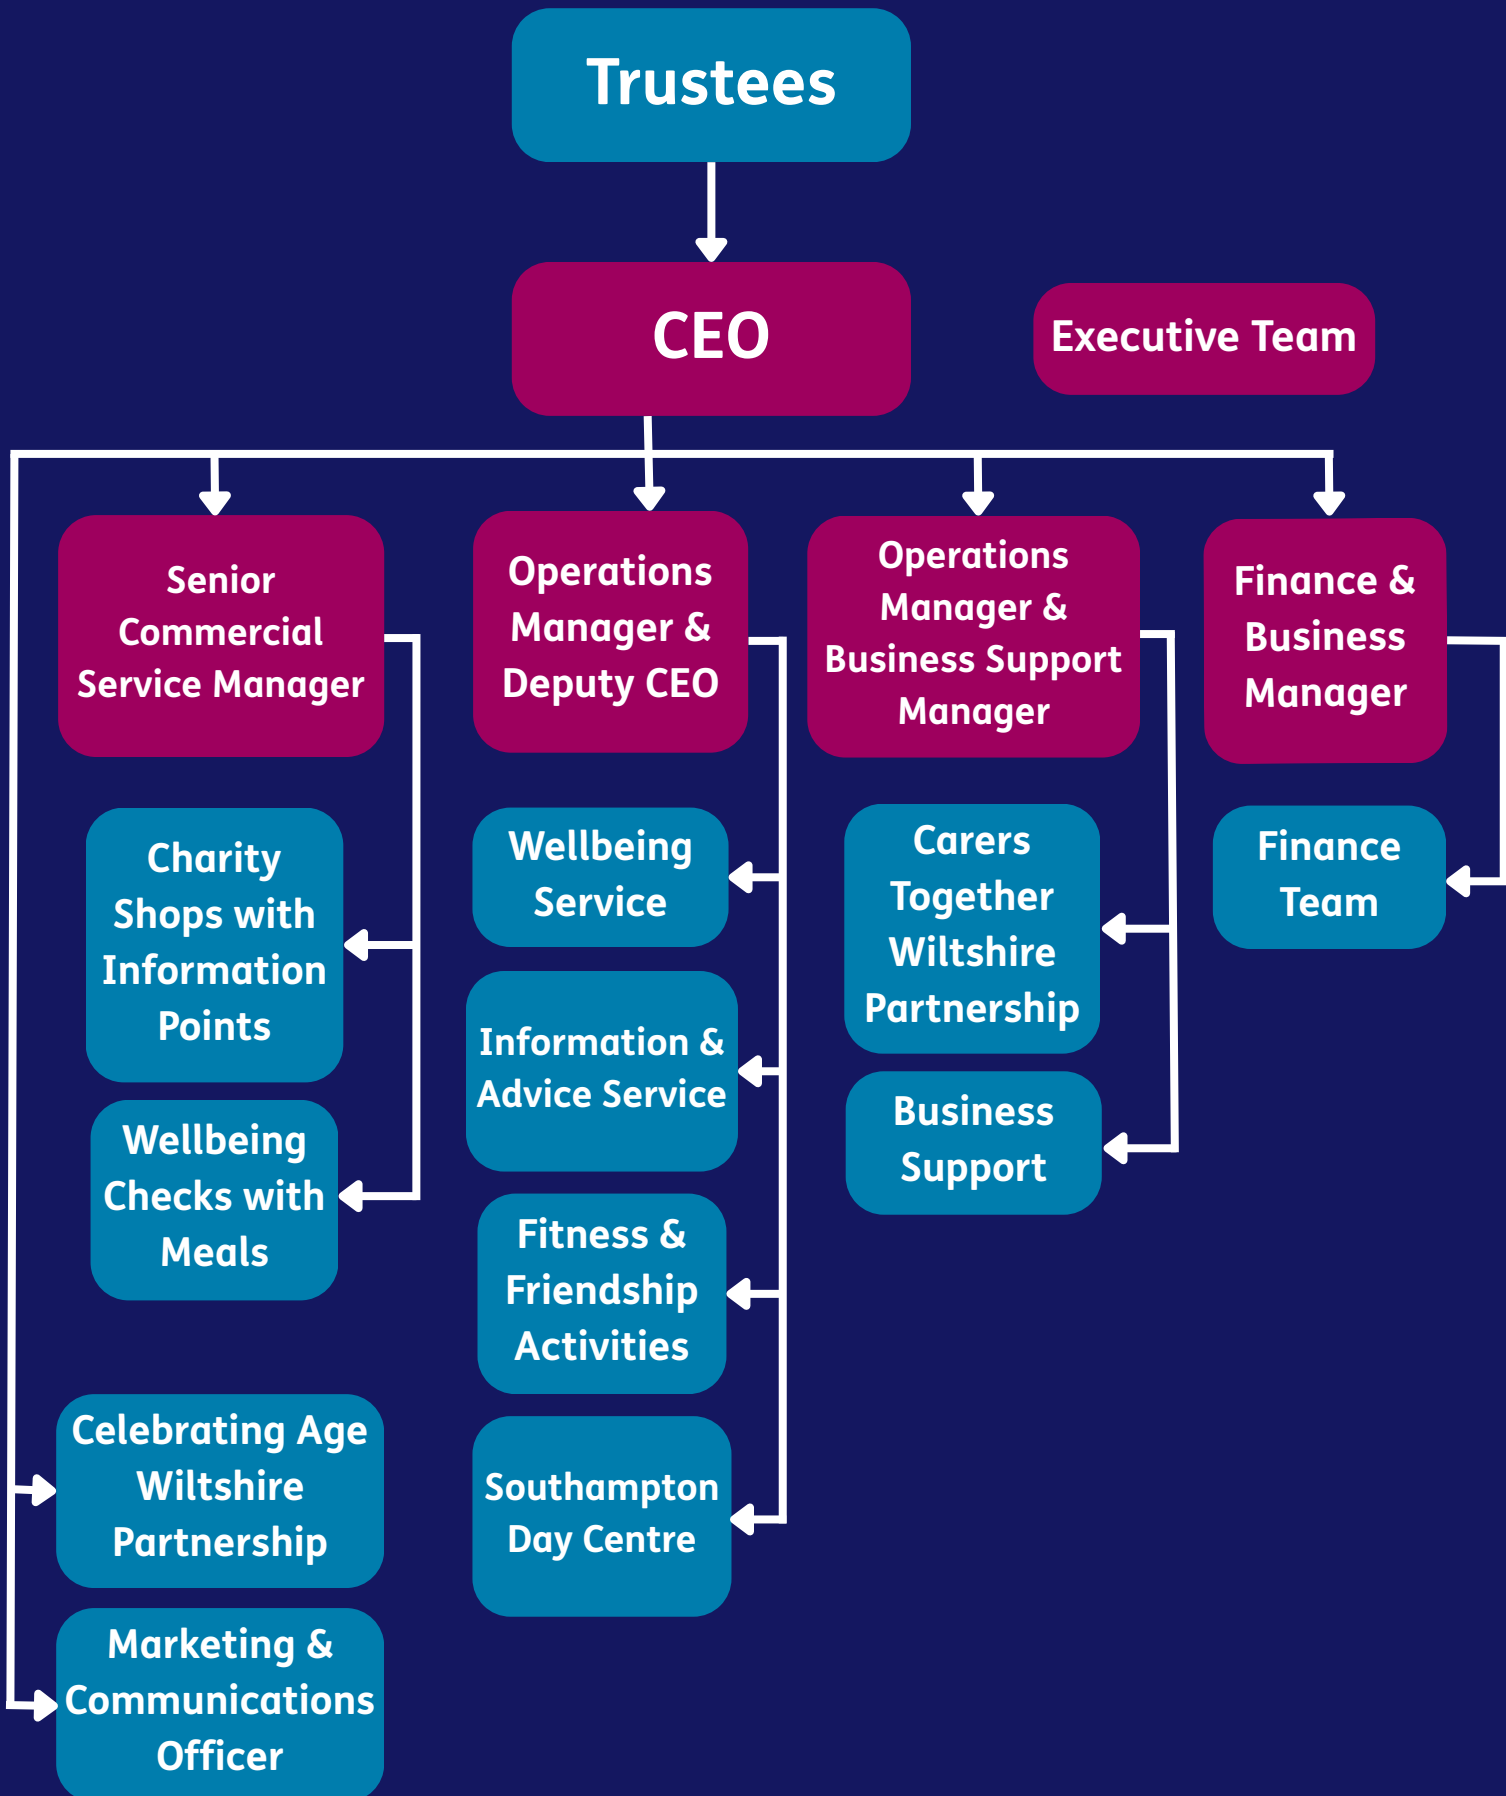 Trustees
CEO
Executive Team
Senior
Commercial
Service Manager
Operations
Manager &
Deputy CEO
Operations
Manager &
Business Support
Manager
Finance &
Business
Manager
Charity
Shops with
Information
Points
Wellbeing
Checks with
Meals
Wellbeing
Service
Information &
Advice Service
Fitness &
Friendship
Activities
Southampton
Day Centre
Carers
Together
Wiltshire
Partnership
Business
Support
Finance
Team
Celebrating Age
Wiltshire
Partnership
Marketing &
Communications
Officer